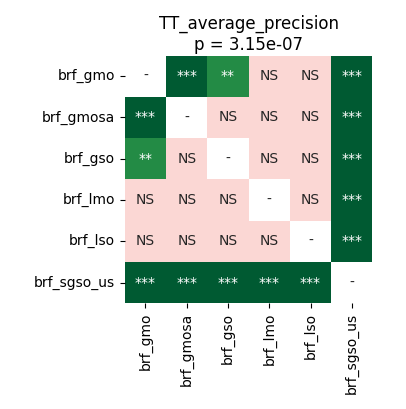 TT_average_precision
p = 3.15e-07
brf_gmo - *** ** NS NS ***
brf_gmosa *** - NS NS NS ***
brf_gso ** NS - NS NS ***
brf_lmo NS NS NS - NS ***
brf_lso NS NS NS NS - ***
brf_sgso_us *** *** *** *** *** -
brf_gmo brf_gmosa brf_gso brf_lmo brf_lso brf_sgso_us